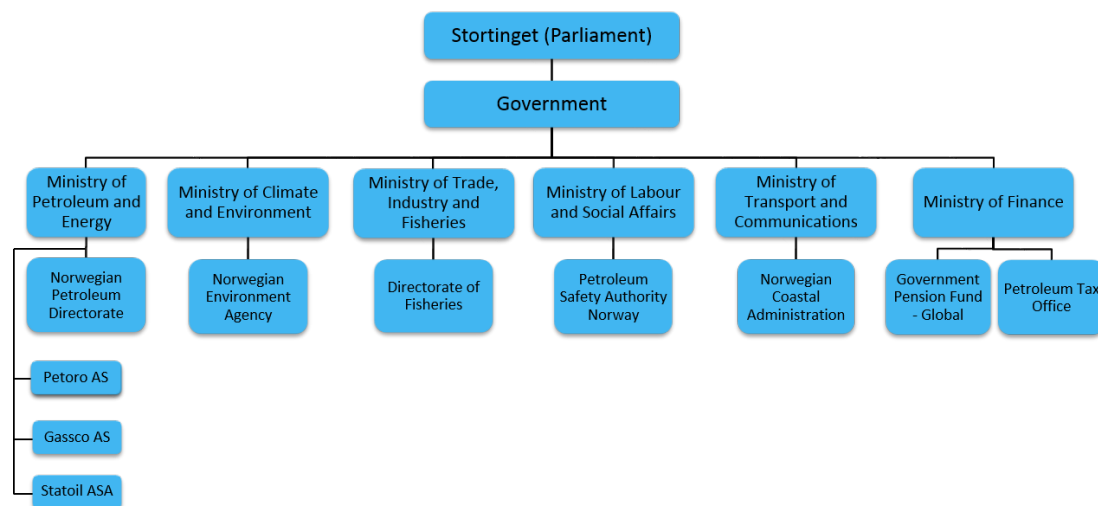 Stortinget (Parliament)
Government
Ministry of
Petroleum and
Energy
Ministry of Climate
and Environment
Ministry of Trade,
Industry and
Fisheries
Ministry of Labour
and Social Affairs
Ministry of
Transport and
Communications
Ministry of Finance
Norwegian
Petroleum
Directorate
Norwegian
Environment
Agency
Directorate of
Fisheries
Petroleum
Safety Authority
Norway
Norwegian
Coastal
Administration
Government
Pension Fund
- Global
Petroleum Tax
Office
Petoro AS
Gassco AS
Statoil ASA